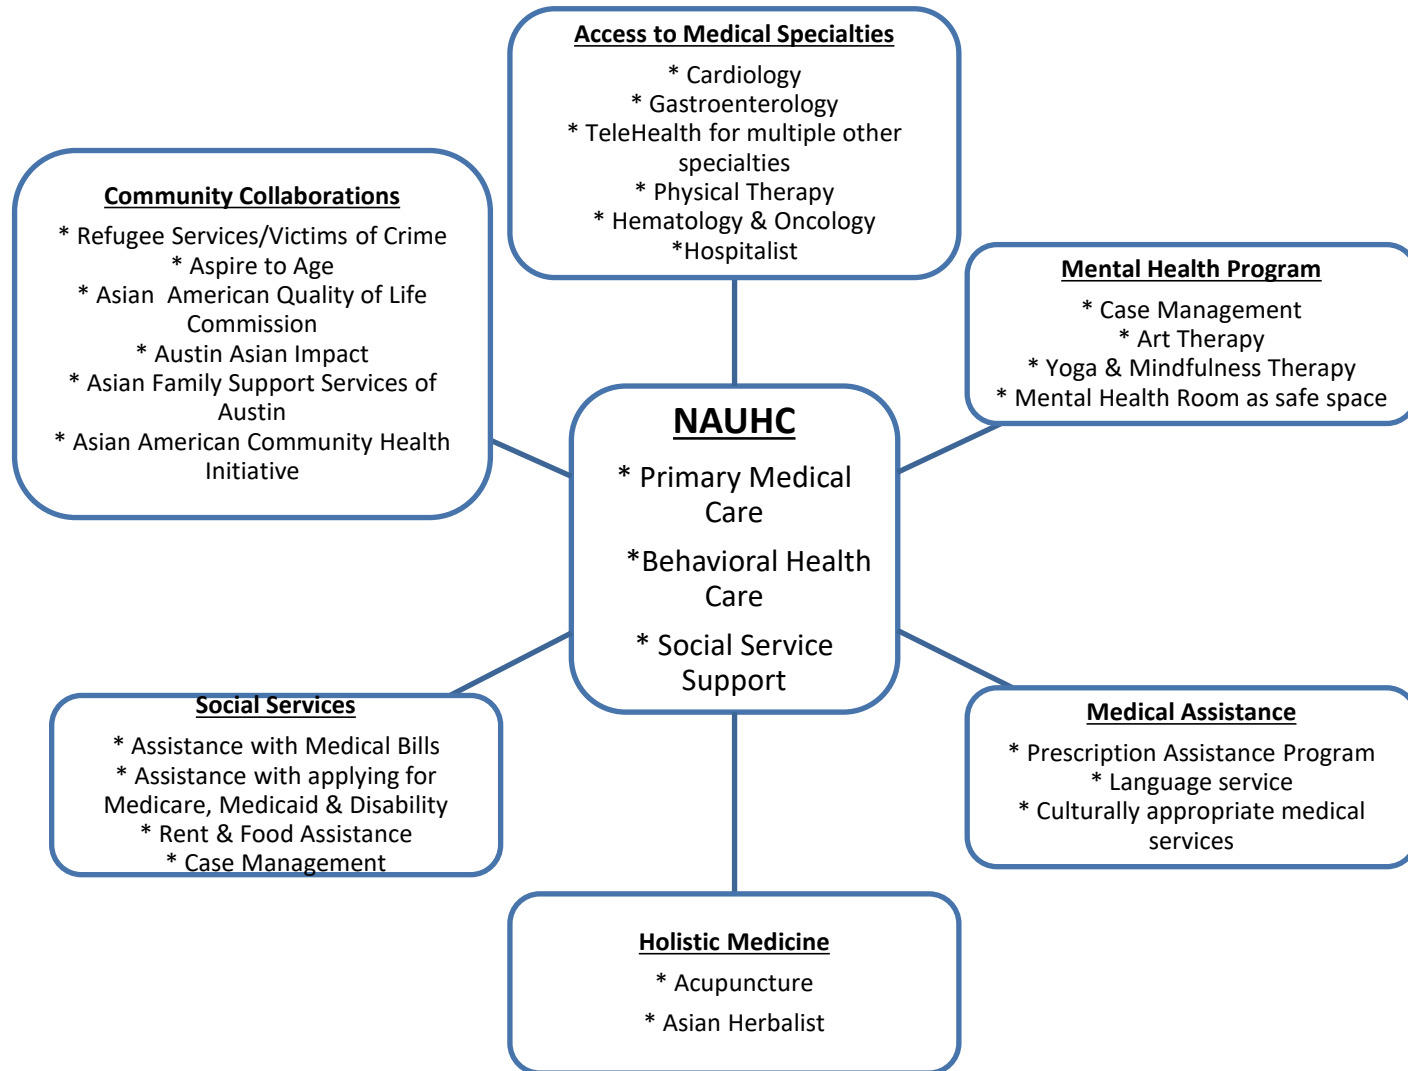 Access to Medical Specialties
* Cardiology
* Gastroenterology
* TeleHealth for multiple other
specialties
* Physical Therapy
* Hematology & Oncology
*Hospitalist
Community Collaborations
* Refugee Services/Victims of Crime
* Aspire to Age
* Asian  American Quality of Life
Commission
* Austin Asian Impact
* Asian Family Support Services of
Austin
* Asian American Community Health
Initiative
Mental Health Program
* Case Management
* Art Therapy
* Yoga & Mindfulness Therapy
* Mental Health Room as safe space
NAUHC
* Primary Medical
Care
*Behavioral Health
Care
* Social Service
Support
Social Services
* Assistance with Medical Bills
* Assistance with applying for
Medicare, Medicaid & Disability
* Rent & Food Assistance
* Case Management
Medical Assistance
* Prescription Assistance Program
* Language service
* Culturally appropriate medical
services
Holistic Medicine
* Acupuncture
* Asian Herbalist